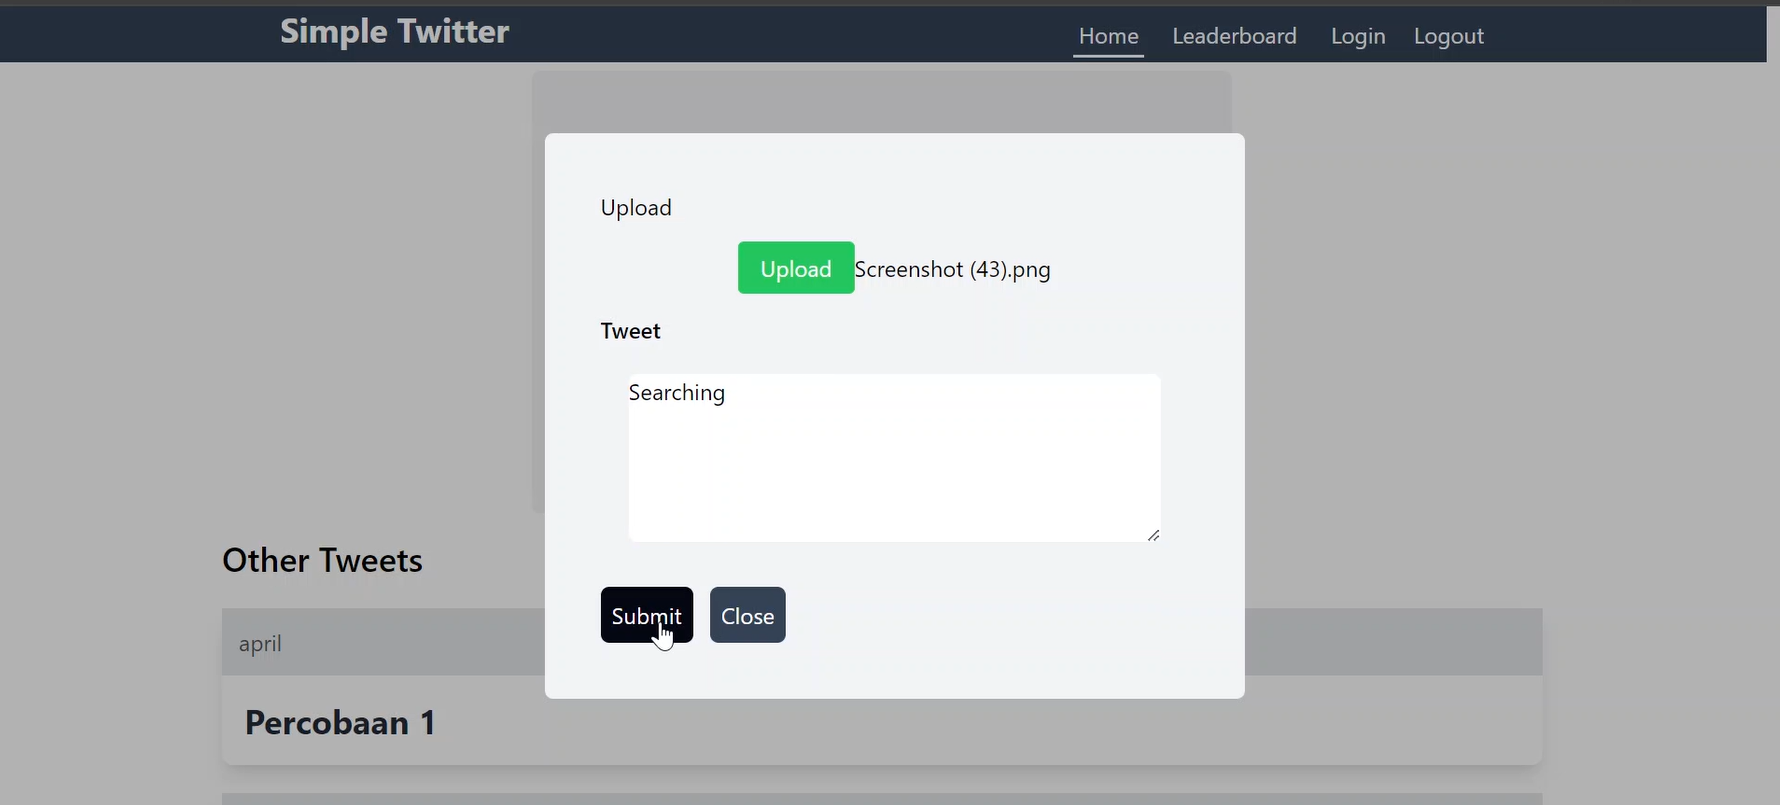 Simple Twitter
Home Leaderboard Login Logout
Upload
Upload Screenshot (43).png
Tweet
Searching
Submit Close
Other Tweets
april
Percobaan 1